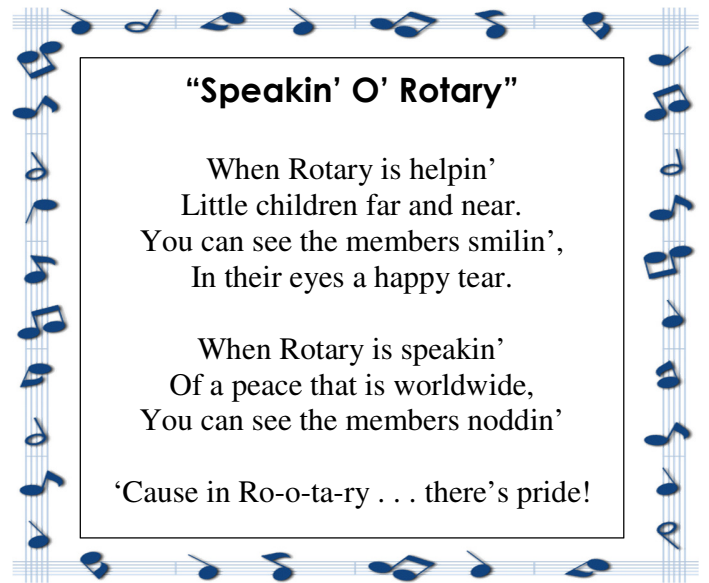 “Speakin’ O’ Rotary”
When Rotary is helpin’
Little children far and near.
You can see the members smilin’,
In their eyes a happy tear.
When Rotary is speakin’
Of a peace that is worldwide,
You can see the members noddin’
‘Cause in Ro-o-ta-ry . . . there’s pride!